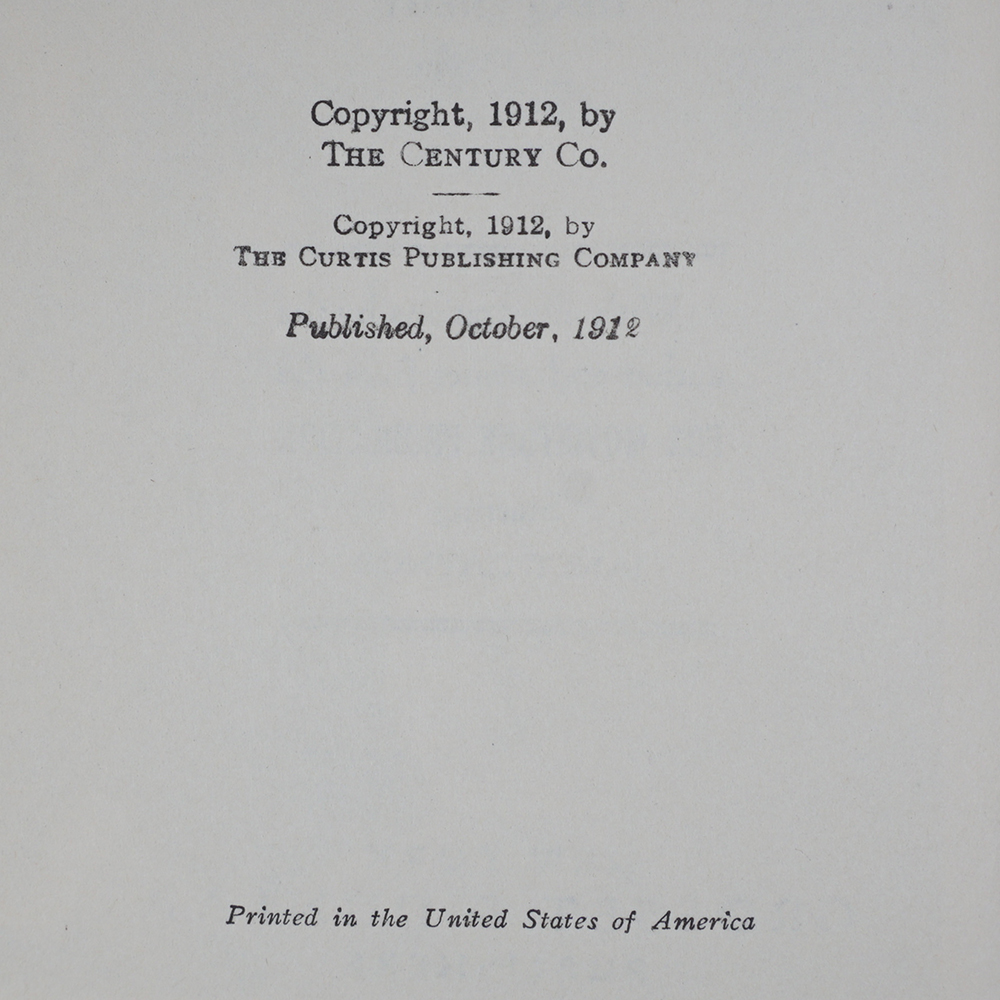 Copyright, 1912, by
THE CENTURY CO.
Copyright, 1912, by
THE CURTIS PUBLISHING COMPANY
Published, October, 1912
Printed in the United States of America